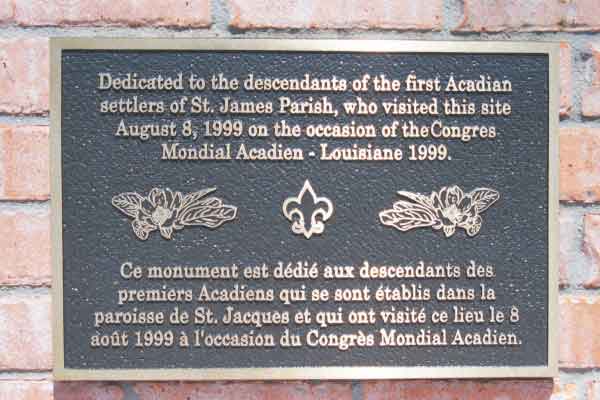 Dedicated to the descendants of the first Acadian
settlers of St. James Parish, who visited this site
August 8, 1999 on the occasion of the Congres
Mondial Acadien - Louisiane 1999.
Ce monument est dédié aux descendants des
premiers Acadiens qui se sont établis dans la
paroisse de St. Jacques et qui ont visité ce lieu le 8
août 1999 à l'occasion du Congrès Mondial Acadien.